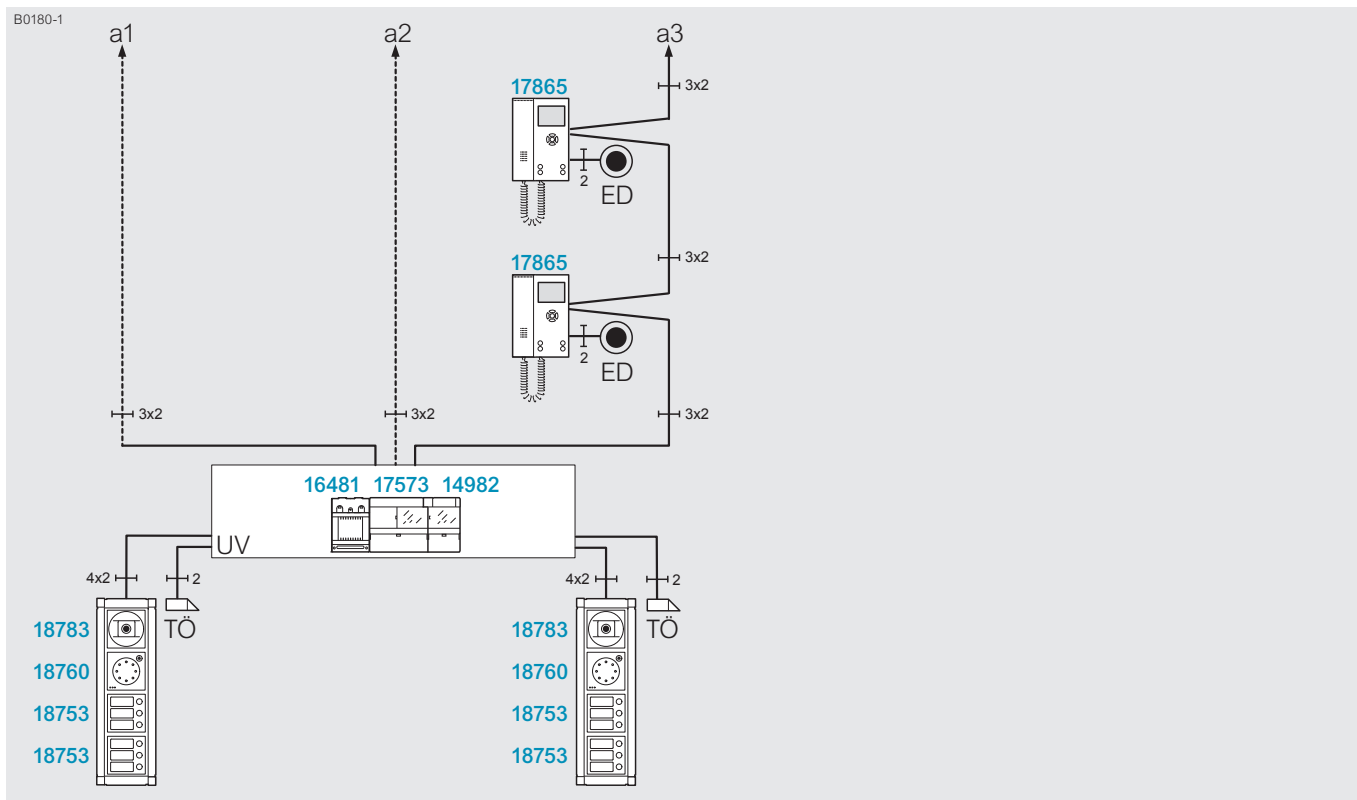 B0180-1
a1 a2 a3
3x2
17865
2
ED
3x2
17865
2
ED
3x2 3x2 3x2
16481 17573 14982
UV
4x2 2 4x2 2
18783 TÖ 18783 TÖ
18760 18760
18753 18753
18753 18753